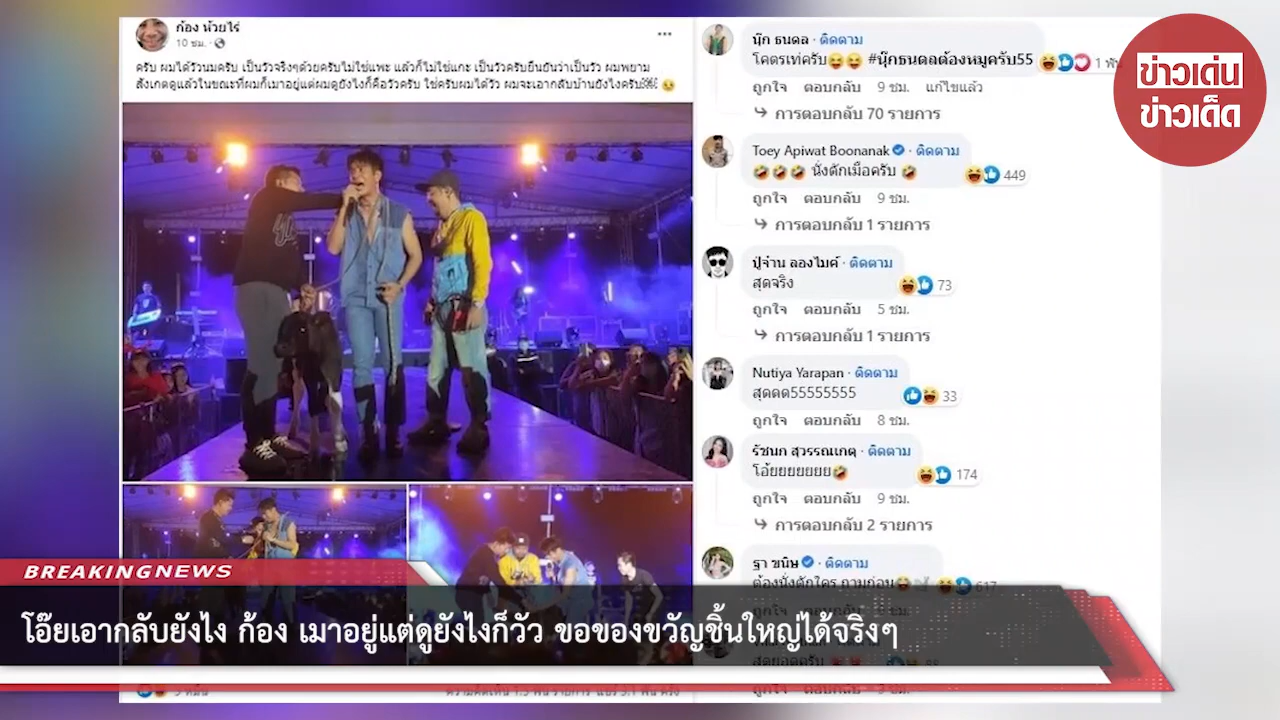 ก้อง ห้วยไร่
10 ชม.
ครับ ผมได้วัวนมครับ เป็นวัวจริงๆด้วยครับไม่ใช่แพะ แล้วก็ไม่ใช่แกะ เป็นวัวครับยืนยันว่าเป็นวัว ผมพยาม
สังเกตดูแล้วในขณะที่ผมก็เมาอยู่แต่ผมดูยังไงก็คือวัวครับ ใช่ครับผมได้วัว ผมจะเอากลับบ้านยังไงครับ
นุ๊ก ธนดล · ติดตาม
โคตรเท่ครับ😝😝 #นุ๊กธนดลต้องหมูครับ55
1 พัน
ถูกใจ ตอบกลับ 9 ชม. แก้ไขแล้ว
การตอบกลับ 70 รายการ
Toey Apiwat Boonanak · ติดตาม
🤣🤣🤣 นั่งดักเมื้อครับ 🤣
449
ถูกใจ ตอบกลับ 9 ชม.
การตอบกลับ 1 รายการ
ปู่จ๋าน ลองไมค์ · ติดตาม
สุดจริง
73
ถูกใจ ตอบกลับ 5 ชม.
การตอบกลับ 1 รายการ
Nutiya Yarapan · ติดตาม
สุดดด55555555
33
ถูกใจ ตอบกลับ 8 ชม.
รัชนก สุวรรณเกตุ · ติดตาม
โอ้ยยยยยยย🤣
174
ถูกใจ ตอบกลับ 9 ชม.
การตอบกลับ 2 รายการ
ฐา ขนิษ · ติดตาม
ต้องนั่งตักใคร ถามก่อน
617
ข่าวเด่น
ข่าวเด็ด
BREAKINGNEWS
โอ๊ยเอากลับยังไง ก้อง เมาอยู่แต่ดูยังไงก็วัว ขอของขวัญชิ้นใหญ่ได้จริงๆ